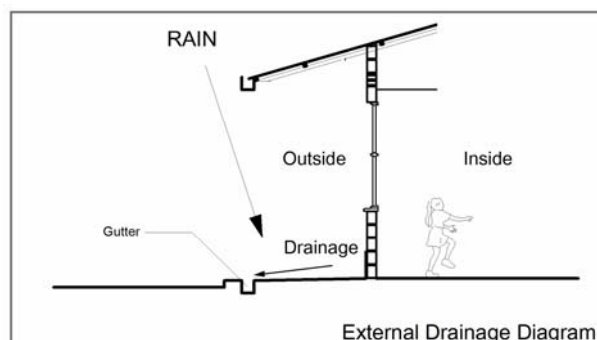 RAIN
Outside
Inside
Gutter
Drainage
External Drainage Diagram